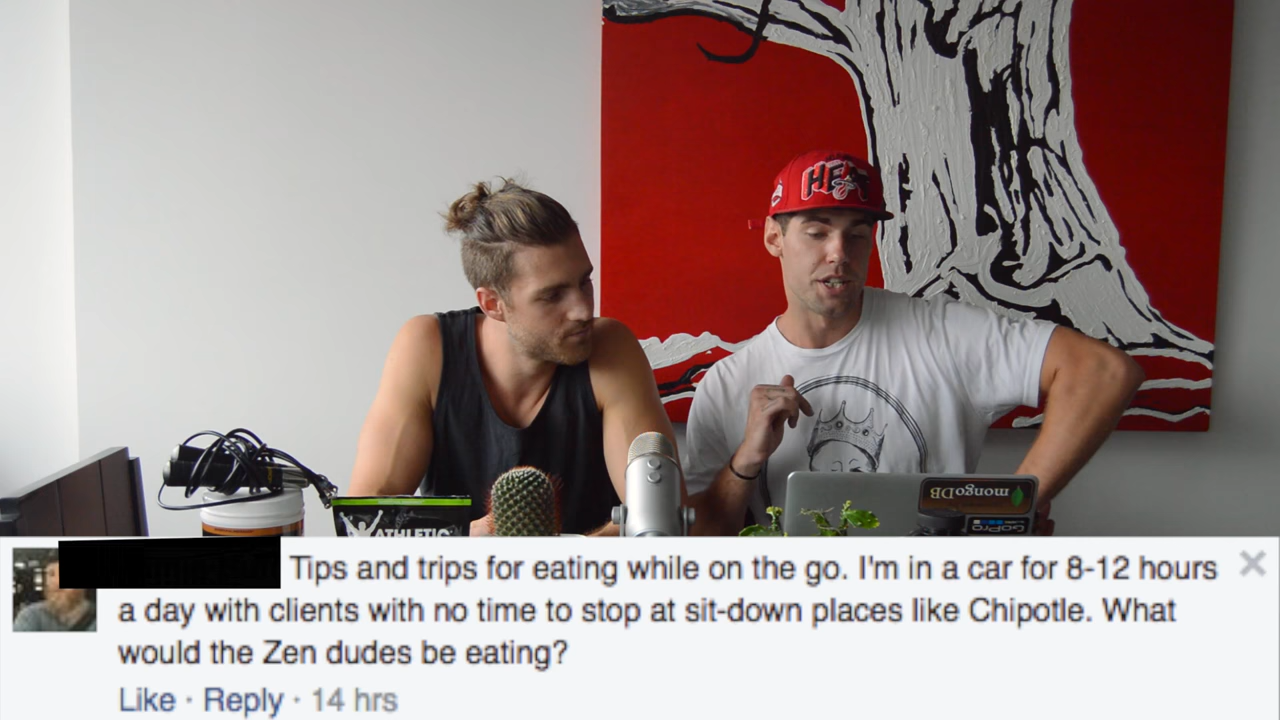 HEAT
ATHLETIC
mongoDB
GoPro
Tips and trips for eating while on the go. I'm in a car for 8-12 hours
a day with clients with no time to stop at sit-down places like Chipotle. What
would the Zen dudes be eating?
Like · Reply · 14 hrs